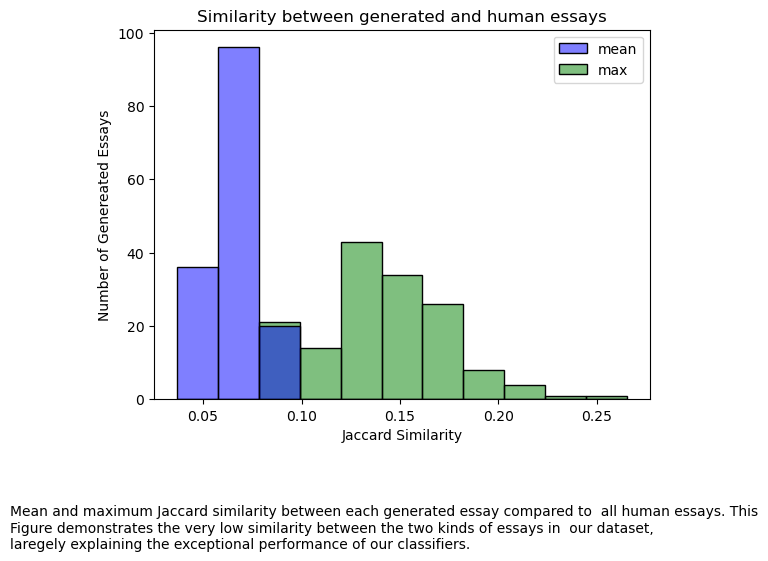 Similarity between generated and human essays
mean
max
Number of Genereated Essays
100
80
60
40
20
0
0.05 0.10 0.15 0.20 0.25
Jaccard Similarity
Mean and maximum Jaccard similarity between each generated essay compared to  all human essays. This
Figure demonstrates the very low similarity between the two kinds of essays in  our dataset,
laregely explaining the exceptional performance of our classifiers.